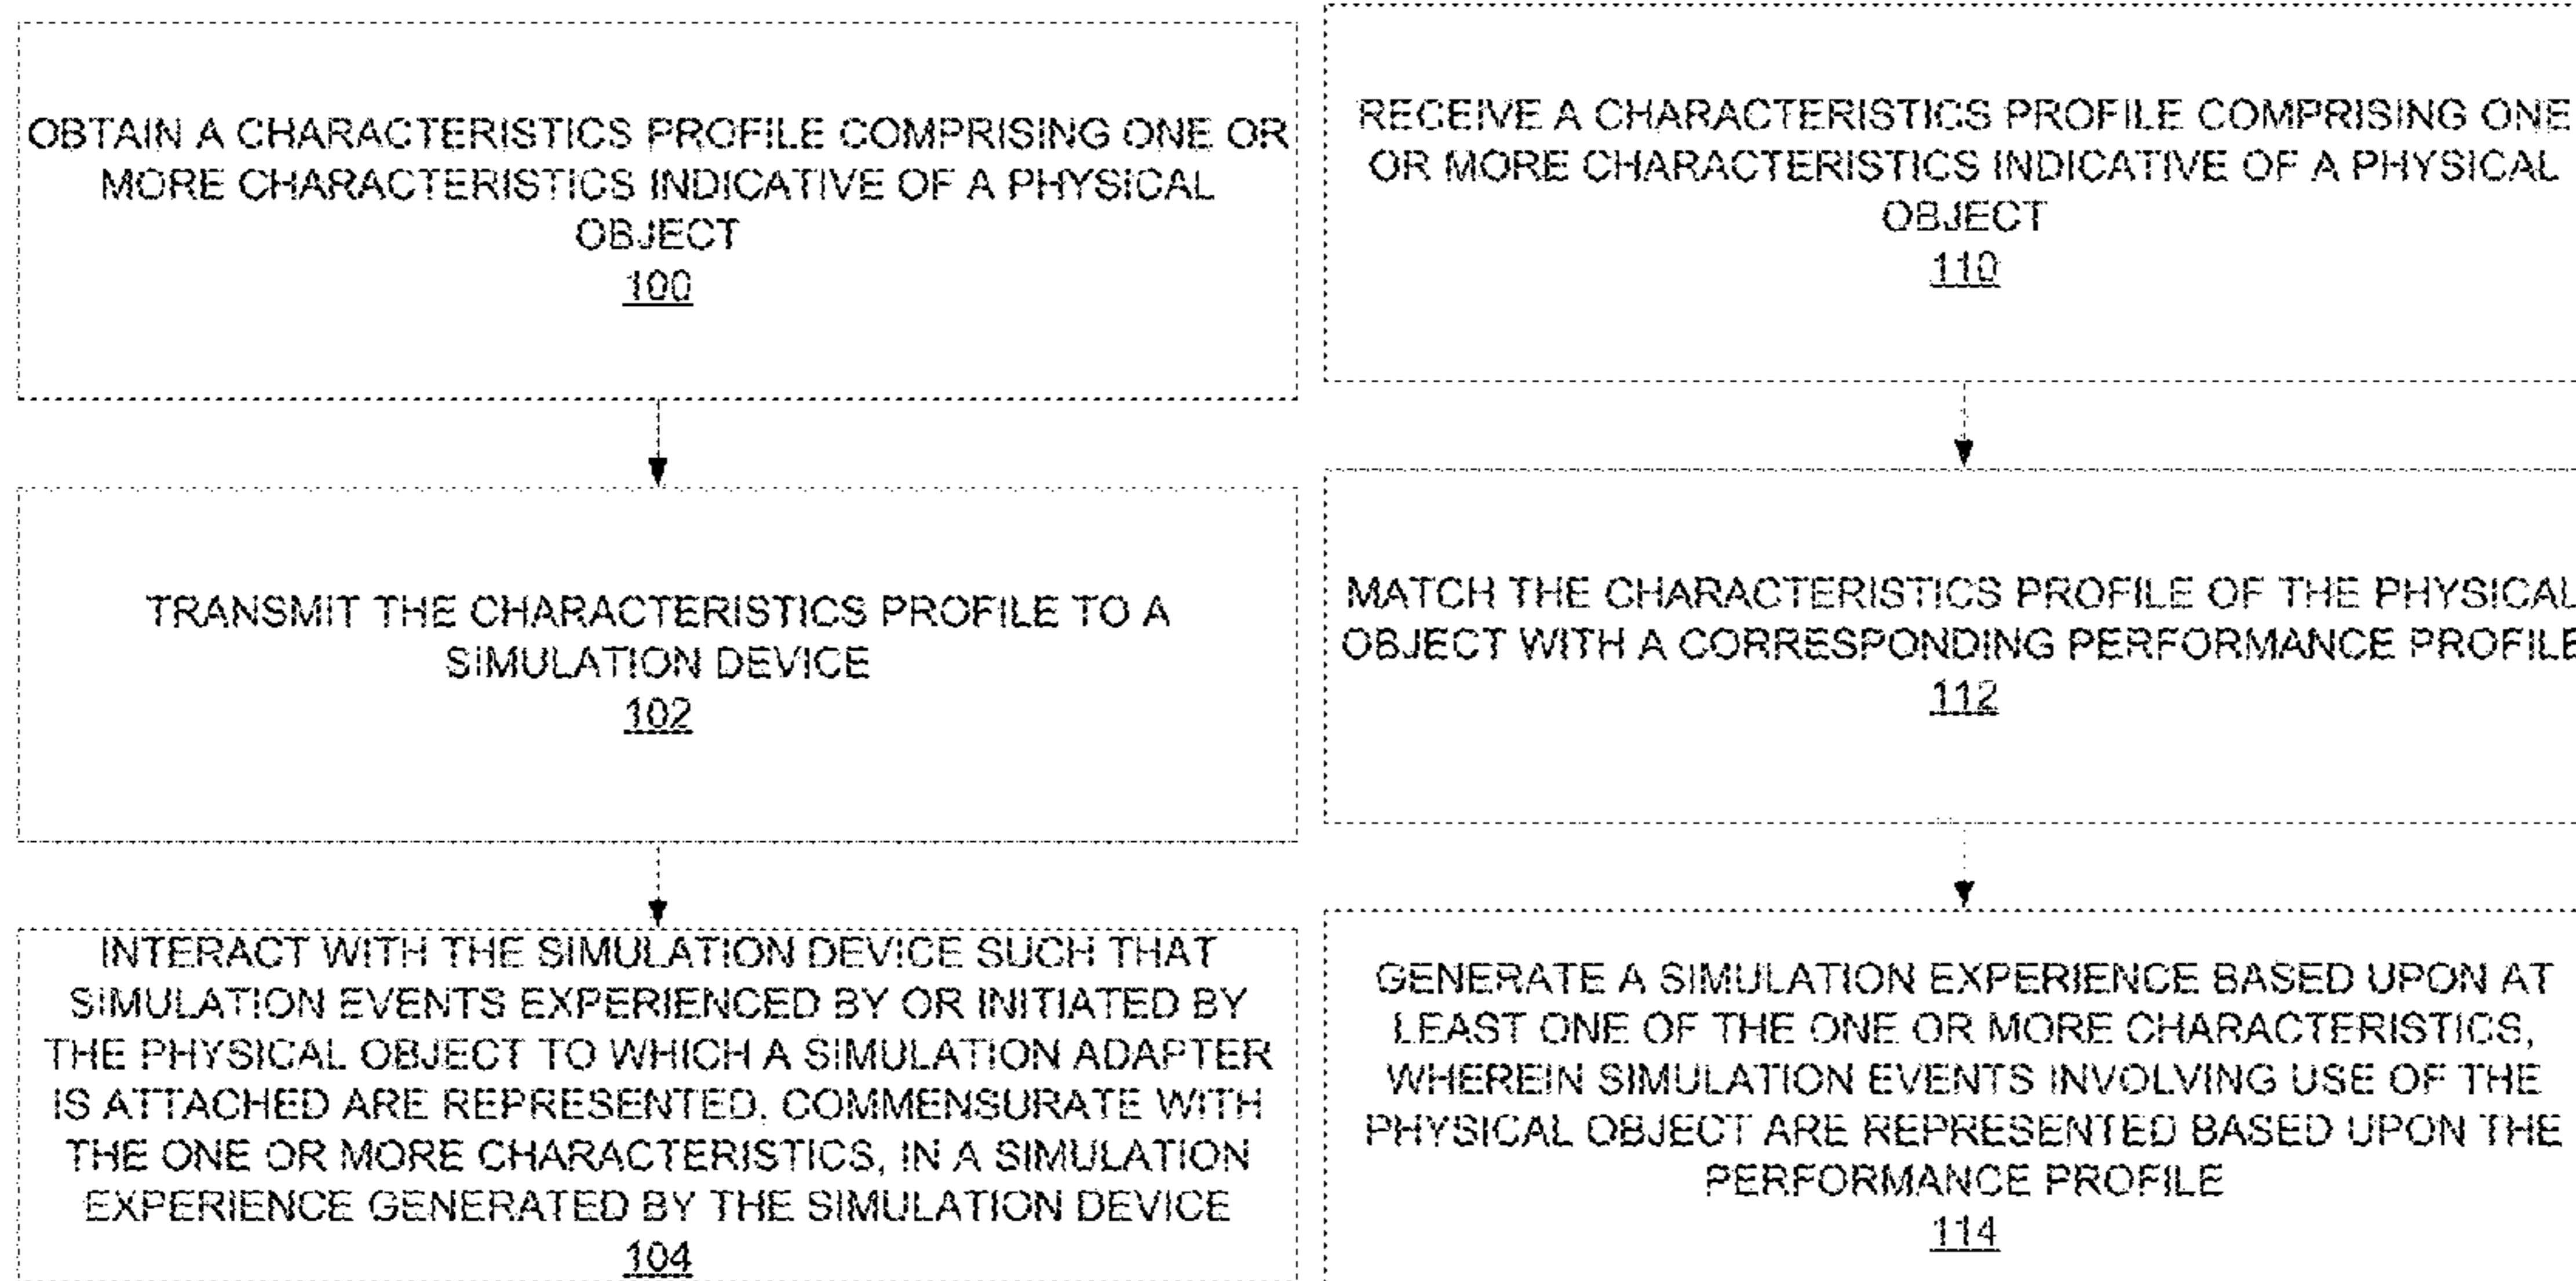 OBTAIN A CHARACTERISTICS PROFILE COMPRISING ONE OR
MORE CHARACTERISTICS INDICATIVE OF A PHYSICAL
OBJECT
100
TRANSMIT THE CHARACTERISTICS PROFILE TO A
SIMULATION DEVICE
102
INTERACT WITH THE SIMULATION DEVICE SUCH THAT
SIMULATION EVENTS EXPERIENCED BY OR INITIATED BY
THE PHYSICAL OBJECT TO WHICH A SIMULATION ADAPTER
IS ATTACHED ARE REPRESENTED, COMMENSURATE WITH
THE ONE OR MORE CHARACTERISTICS, IN A SIMULATION
EXPERIENCE GENERATED BY THE SIMULATION DEVICE
104
RECEIVE A CHARACTERISTICS PROFILE COMPRISING ONE
OR MORE CHARACTERISTICS INDICATIVE OF A PHYSICAL
OBJECT
110
MATCH THE CHARACTERISTICS PROFILE OF THE PHYSICAL
OBJECT WITH A CORRESPONDING PERFORMANCE PROFILE
112
GENERATE A SIMULATION EXPERIENCE BASED UPON AT
LEAST ONE OF THE ONE OR MORE CHARACTERISTICS,
WHEREIN SIMULATION EVENTS INVOLVING USE OF THE
PHYSICAL OBJECT ARE REPRESENTED BASED UPON THE
PERFORMANCE PROFILE
114